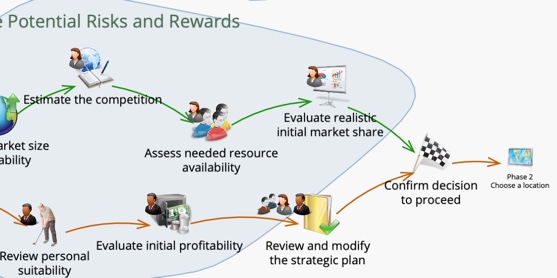 e Potential Risks and Rewards
Estimate the competition
Evaluate realistic
initial market share
arket size
ability
Assess needed resource
availability
Confirm decision
to proceed
Phase 2
Choose a location
Review personal
suitability
Evaluate initial profitability
Review and modify
the strategic plan